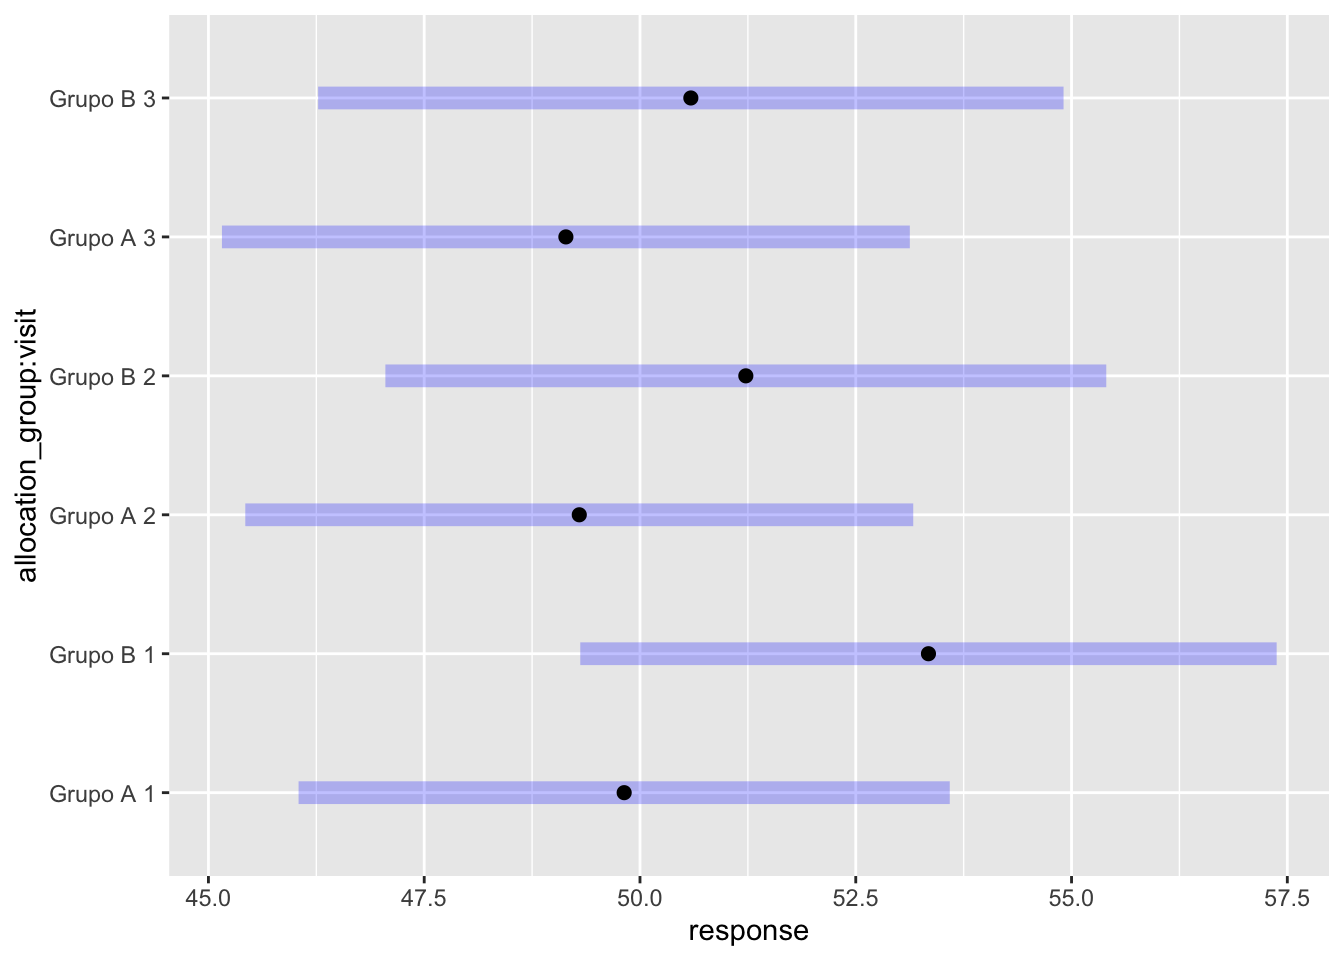 Grupo B 3
Grupo A 3
Grupo B 2
Grupo A 2
Grupo B 1
Grupo A 1
allocation_group:visit
45.0 47.5 50.0 52.5 55.0 57.5
response